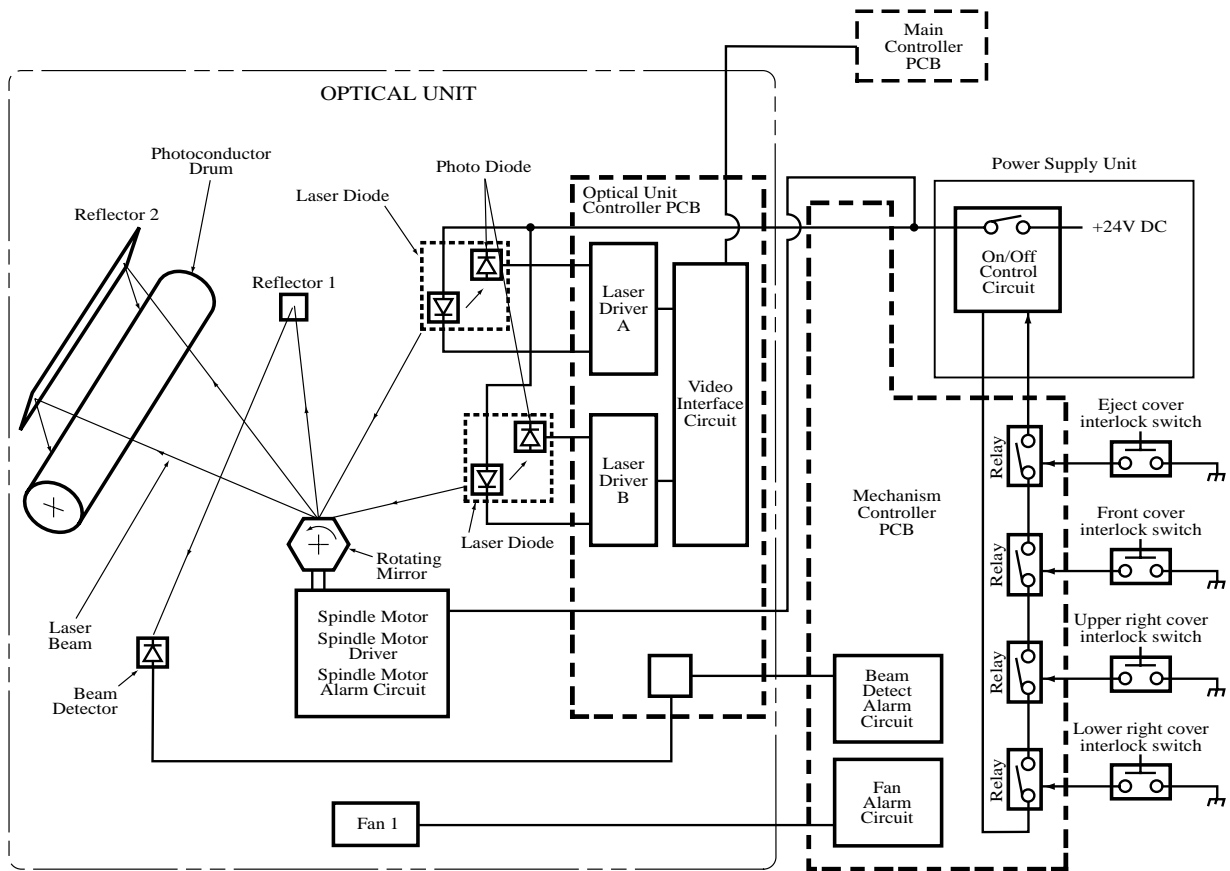 Main
Controller
PCB
OPTICAL UNIT
Photoconductor
Drum
Photo Diode
Laser Diode
Reflector 2
Reflector 1
Optical Unit
Controller PCB
Power Supply Unit
+24V DC
On/Off
Control
Circuit
Laser
Driver
A
Video
Interface
Circuit
Laser
Driver
B
Laser Diode
Rotating
Mirror
Mechanism
Controller
PCB
Relay
Eject cover
interlock switch
Relay
Front cover
interlock switch
Relay
Upper right cover
interlock switch
Relay
Lower right cover
interlock switch
Laser
Beam
Beam
Detector
Spindle Motor
Spindle Motor
Driver
Spindle Motor
Alarm Circuit
Beam
Detect
Alarm
Circuit
Fan 1
Fan
Alarm
Circuit